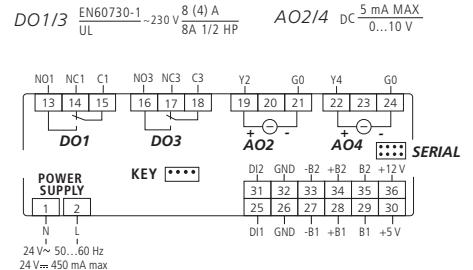 DO1/3 EN60730-1 UL ~230 V 8 (4) A 8A 1/2 HP AO2/4 DC 5 mA MAX 0...10 V
NO1 NC1 C1 NO3 NC3 C3 Y2 G0 Y4 G0
13 14 15 16 17 18 19 20 21 22 23 24
DO1 DO3 + - AO2 + - AO4
SERIAL
KEY
DI2 GND -B2 +B2 B2 +12 V
31 32 33 34 35 36
25 26 27 28 29 30
DI1 GND -B1 +B1 B1 +5 V
POWER
SUPPLY
1 2
N L
24 V~ 50...60 Hz
24 V⎓ 450 mA max